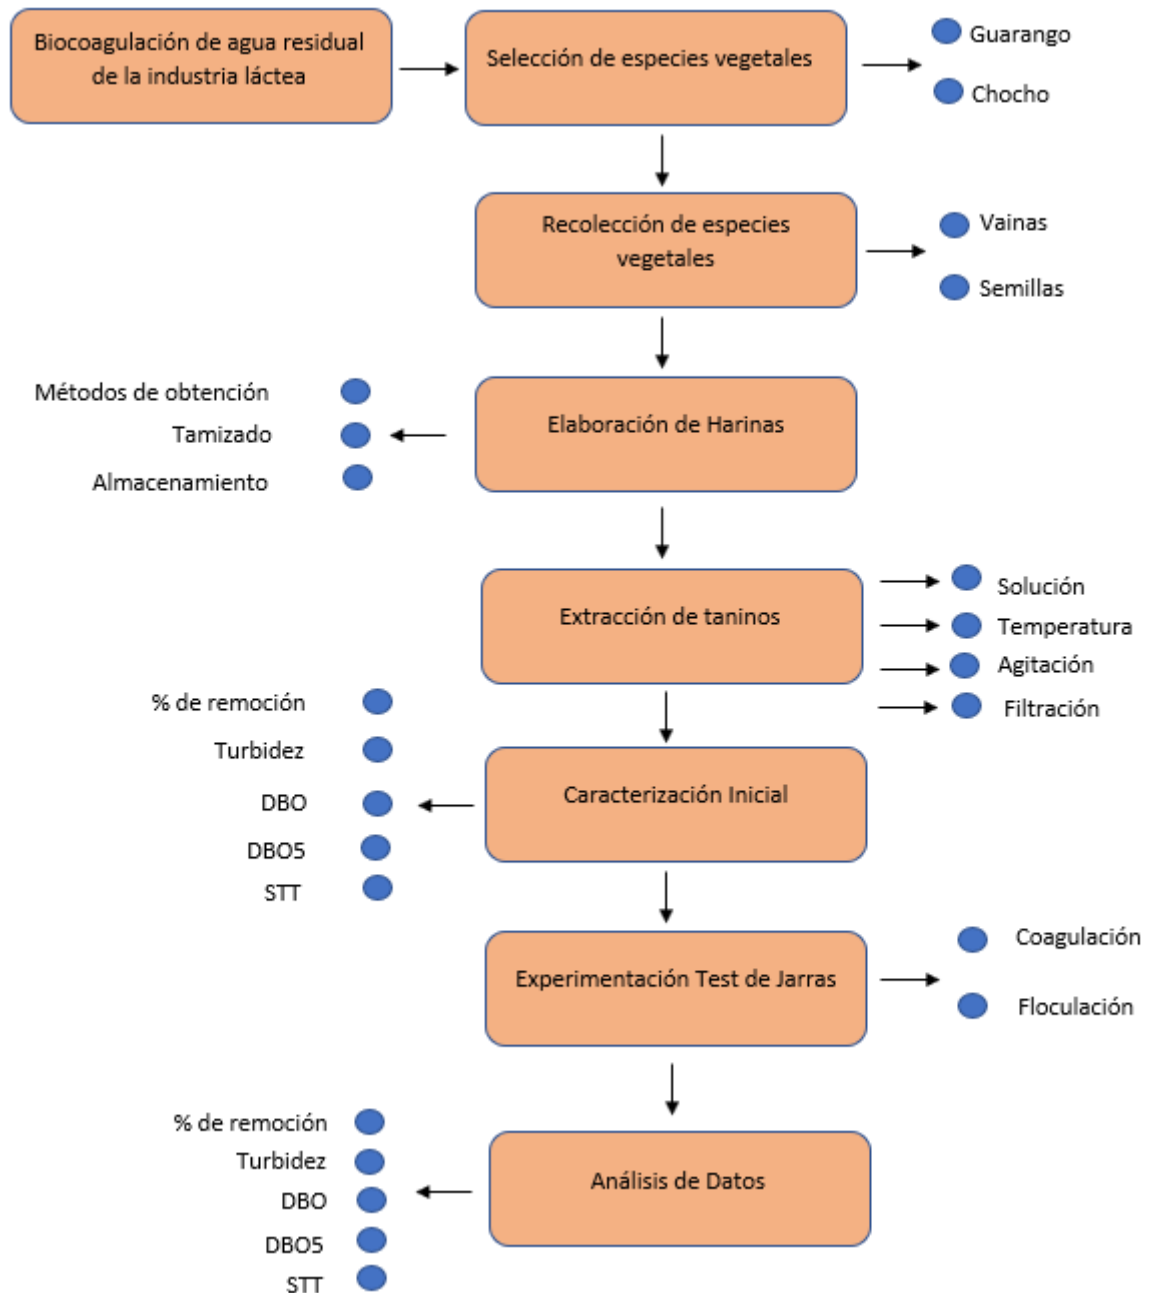 Biocoagulación de agua residual
de la industria láctea
Selección de especies vegetales
Guarango
Chocho
Recolección de especies
vegetales
Vainas
Semillas
Métodos de obtención
Tamizado
Almacenamiento
Elaboración de Harinas
Extracción de taninos
Solución
Temperatura
Agitación
Filtración
% de remoción
Turbidez
DBO
DBO5
STT
Caracterización Inicial
Experimentación Test de Jarras
Coagulación
Floculación
% de remoción
Turbidez
DBO
DBO5
STT
Análisis de Datos